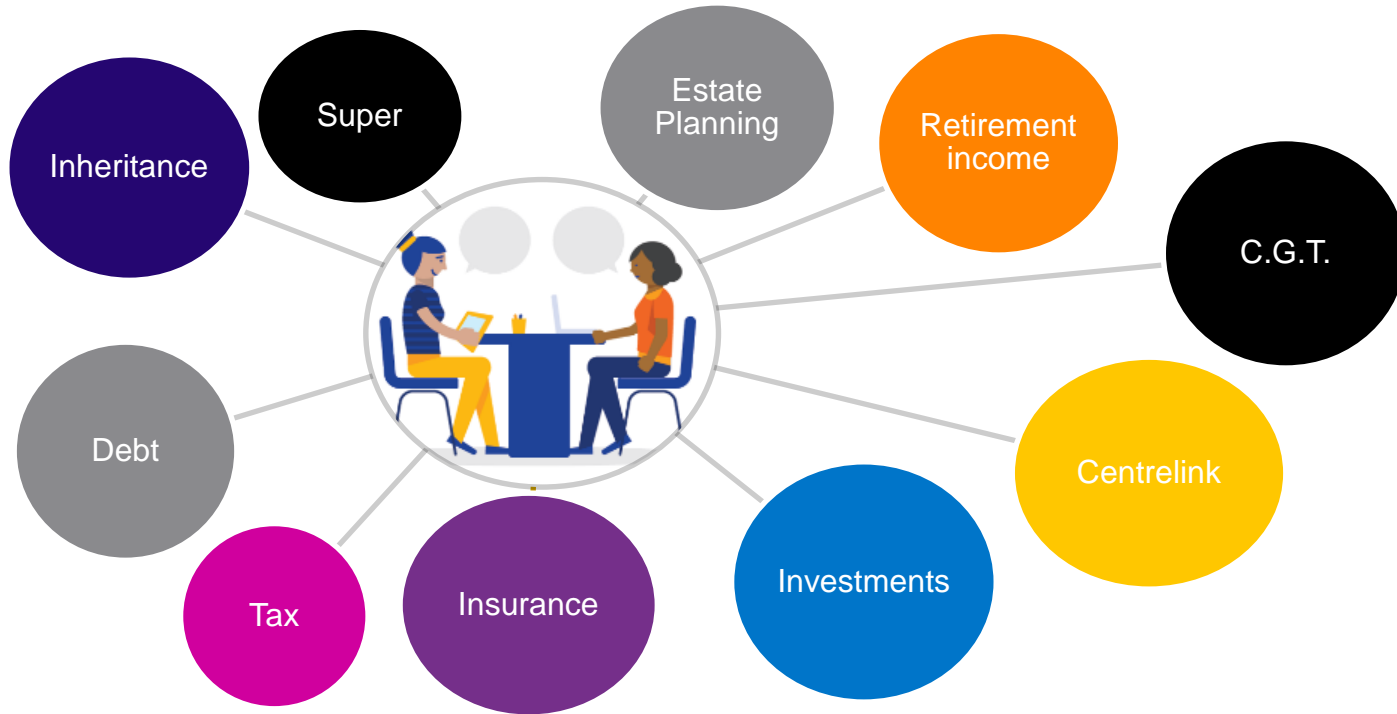 Inheritance
Super
Estate
Planning
Retirement
income
C.G.T.
Debt
Centrelink
Tax
Insurance
Investments